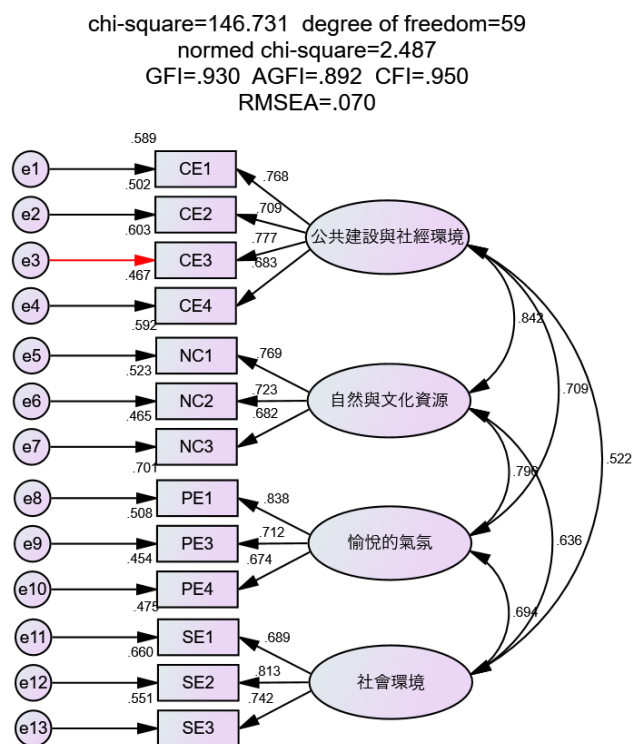 chi-square=146.731 degree of freedom=59
normed chi-square=2.487
GFI=.930 AGFI=.892 CFI=.950
RMSEA=.070
.589
e1 CE1 .768
.502
e2 CE2 .709
.603
e3 CE3 .777
.467
e4 CE4 .683
公共建設與社經環境
.592
e5 NC1 .769
.523
e6 NC2 .723
.465
e7 NC3 .682
自然與文化資源
.701
e8 PE1 .838
.508
e9 PE3 .712
.454
e10 PE4 .674
愉悅的氣氛
.475
e11 SE1 .689
.660
e12 SE2 .813
.551
e13 SE3 .742
社會環境
.842
.709
.522
.636
.694